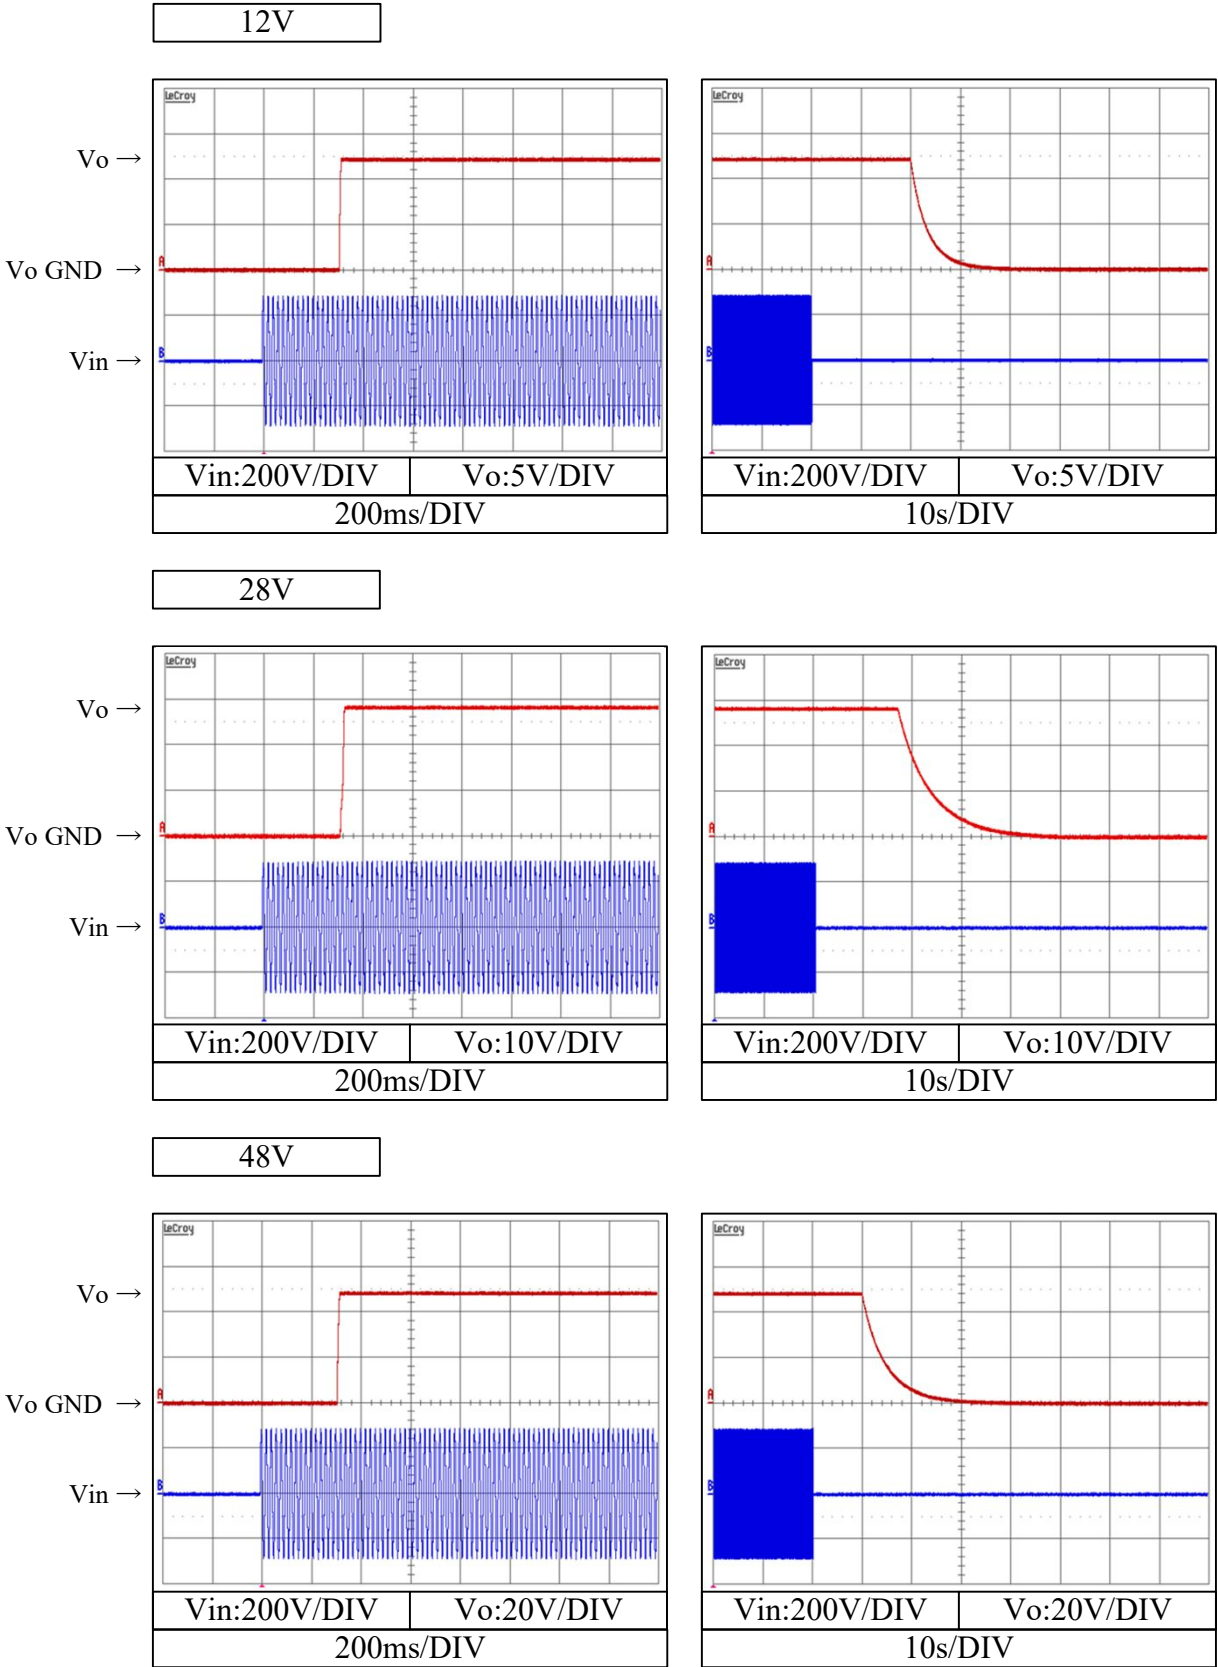 12V
LeCroy
LeCroy
Vo →
Vo GND →
A
A
Vin →
B
B
Vin:200V/DIV Vo:5V/DIV
Vin:200V/DIV Vo:5V/DIV
200ms/DIV
10s/DIV
28V
LeCroy
LeCroy
Vo →
Vo GND →
A
A
Vin →
B
B
Vin:200V/DIV Vo:10V/DIV
Vin:200V/DIV Vo:10V/DIV
200ms/DIV
10s/DIV
48V
LeCroy
LeCroy
Vo →
Vo GND →
A
A
Vin →
B
B
Vin:200V/DIV Vo:20V/DIV
Vin:200V/DIV Vo:20V/DIV
200ms/DIV
10s/DIV